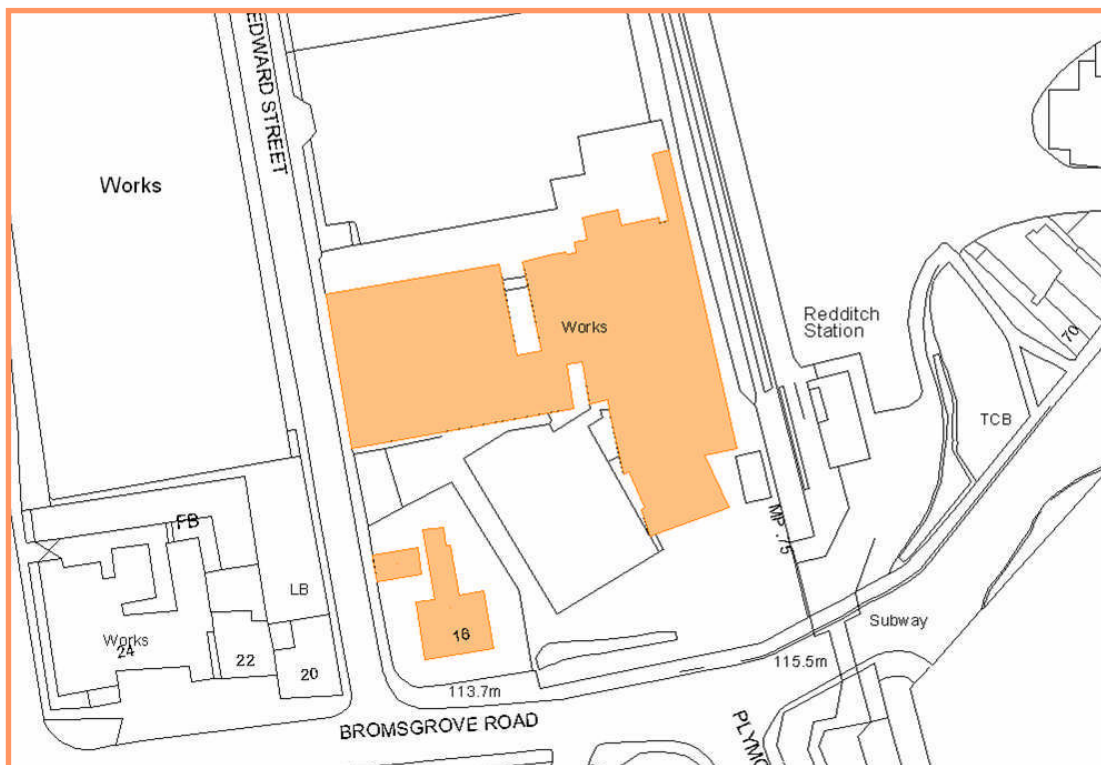 EDWARD STREET
Works
Works
Redditch
Station
70
TCB
FB
MP .75
LB
Works
24
22
20
16
Subway
115.5m
113.7m
BROMSGROVE ROAD
PLYMO